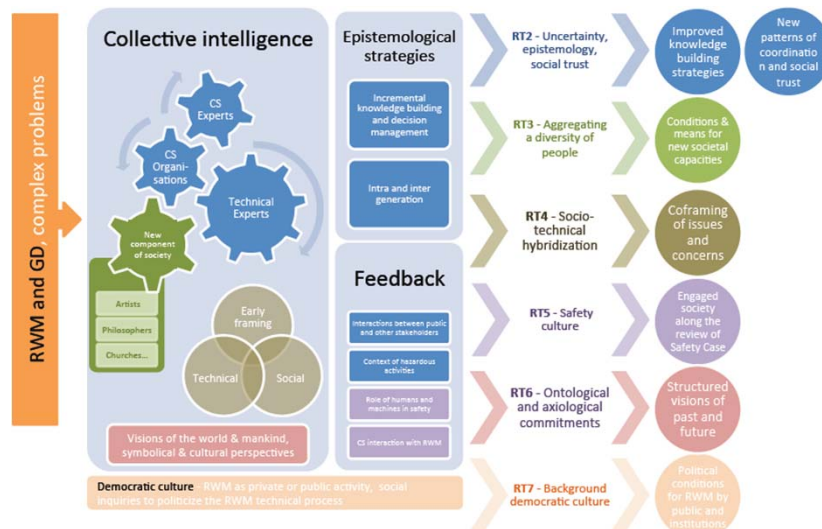 RWM and GD, complex problems
Collective intelligence
CS
Experts
CS
Organi-
sations
Technical
Experts
New
component
of society
Artists
Philosophers
Churches...
Early
framing
Technical
Social
Visions of the world & mankind,
symbolical & cultural perspectives
Epistemological
strategies
Incremental
knowledge building
and decision
management
Intra and inter
generation
Feedback
Interactions between public
and other stakeholders
Context of hazardous
activities
Role of humans and
machines in safety
CS interaction with RWM
Democratic culture - RWM as private or public activity, social
inquiries to politicize the RWM technical process
RT2 - Uncertainty,
epistemology,
social trust
Improved
knowledge
building
strategies
New
patterns of
coordinatio
n and social
trust
RT3 - Aggregating
a diversity of
people
Conditions &
means for
new societal
capacities
RT4 - Socio-
technical
hybridization
Coframing
of issues
and
concerns
RT5 - Safety
culture
Engaged
society
along the
review of
Safety Case
RT6 - Ontological
and axiological
commitments
Structured
visions of
past and
future
RT7 - Background
democratic culture
Political
conditions
for RWM by
public and
institutions